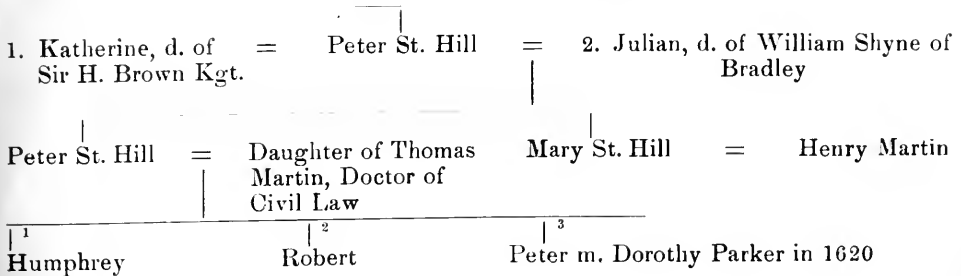 1. Katherine, d. of = Peter St. Hill = 2. Julian, d. of William Shyne of
Sir H. Brown Kgt. Bradley
Peter St. Hill = Daughter of Thomas Mary St. Hill = Henry Martin
Martin, Doctor of
Civil Law
1 2 3
Humphrey Robert Peter m. Dorothy Parker in 1620